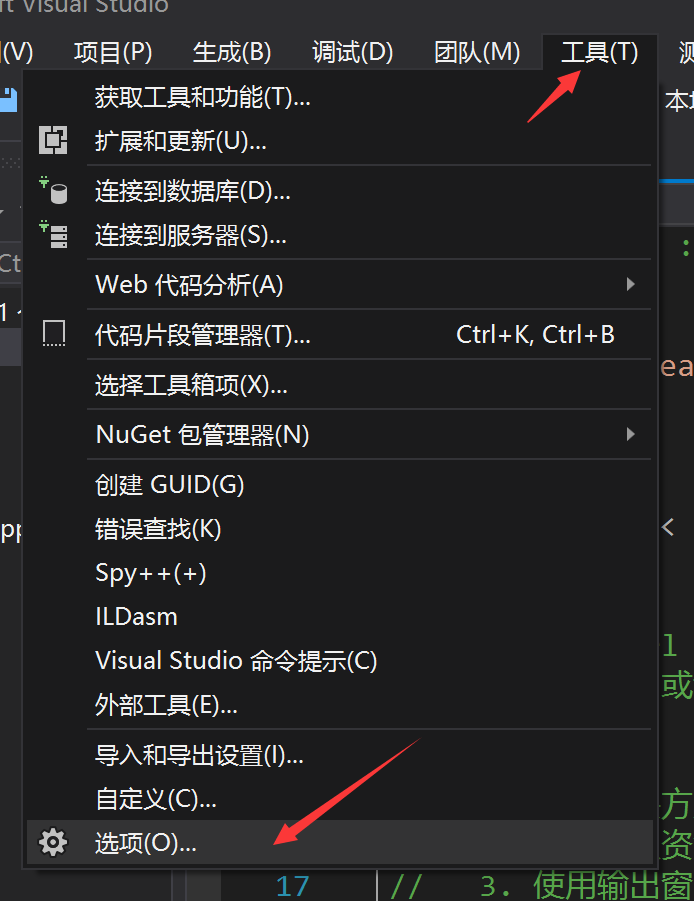 ft Visual Studio
(V) 项目(P) 生成(B) 调试(D) 团队(M) 工具(T) 测
获取工具和功能(T)...
本地
扩展和更新(U)...
连接到数据库(D)...
连接到服务器(S)...
:
Ct
Web 代码分析(A)
1 个
代码片段管理器(T)... Ctrl+K, Ctrl+B
ea
选择工具箱项(X)...
NuGet 包管理器(N)
创建 GUID(G)
错误查找(K)
pp
<
Spy++(+)
ILDasm
1
Visual Studio 命令提示(C)
或
外部工具(E)...
导入和导出设置(I)...
自定义(C)...
方
选项(O)...
资
17 // 3. 使用输出窗